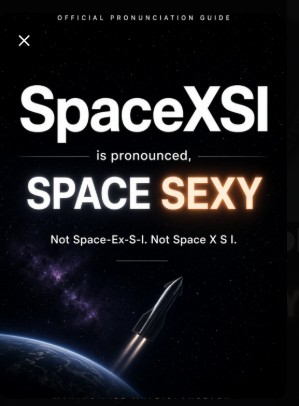 OFFICIAL PRONUNCIATION GUIDE
SpaceXSI
is pronounced,
SPACE SEXY
Not Space-Ex-S-I. Not Space X S I.